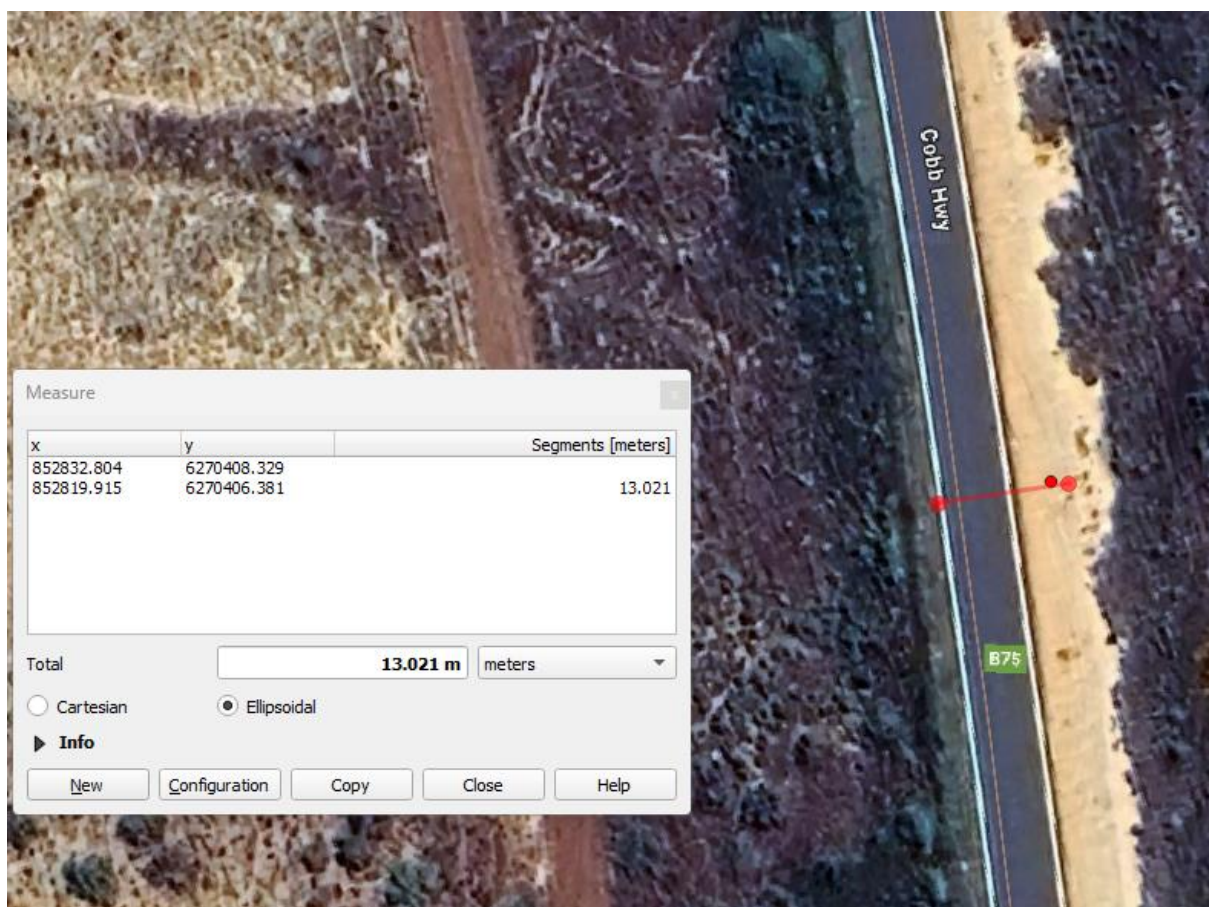 Cobb Hwy
Measure
x y Segments [meters]
852832.804 6270408.329
852819.915 6270406.381 13.021
B75
Total 13.021 m meters
Cartesian Ellipsoidal
Info
New Configuration Copy Close Help